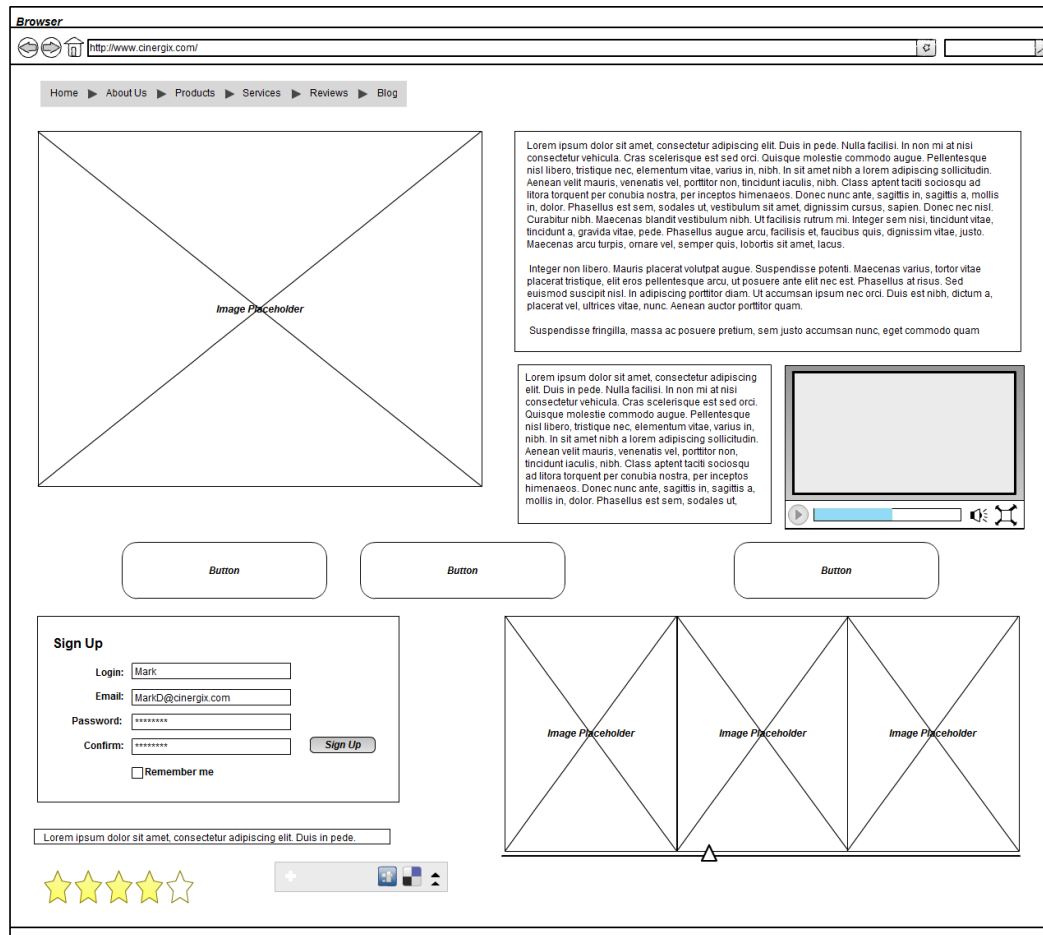 Browser
http://www.cinergix.com/
Home About Us Products Services Reviews Blog
Image Placeholder
Lorem ipsum dolor sit amet, consectetur adipiscing elit. Duis in pede. Nulla facilisi. In non mi at nisi
consectetur vehicula. Cras scelerisque est sed orci. Quisque molestie commodo augue. Pellentesque
nisl libero, tristique nec, elementum vitae, varius in, nibh. In sit amet nibh a lorem adipiscing sollicitudin.
Aenean velit mauris, venenatis vel, porttitor non, tincidunt iaculis, nibh. Class aptent taciti sociosqu ad
litora torquent per conubia nostra, per inceptos himenaeos. Donec nunc ante, sagittis in, sagittis a, mollis
in, dolor. Phasellus est sem, sodales ut, vestibulum sit amet, dignissim cursus, sapien. Donec nec nisl.
Curabitur nibh. Maecenas blandit vestibulum nibh. Ut facilisis rutrum mi. Integer sem nisi, tincidunt vitae,
tincidunt a, gravida vitae, pede. Phasellus augue arcu, facilisis et, faucibus quis, dignissim vitae, justo.
Maecenas arcu turpis, ornare vel, semper quis, lobortis sit amet, lacus.
Integer non libero. Mauris placerat volutpat augue. Suspendisse potenti. Maecenas varius, tortor vitae
placerat tristique, elit eros pellentesque arcu, ut posuere ante elit nec est. Phasellus at risus. Sed
euismod suscipit nisl. In adipiscing porttitor diam. Ut accumsan ipsum nec orci. Duis est nibh, dictum a,
placerat vel, ultrices vitae, nunc. Aenean auctor porttitor quam.
Suspendisse fringilla, massa ac posuere pretium, sem justo accumsan nunc, eget commodo quam
Lorem ipsum dolor sit amet, consectetur adipiscing
elit. Duis in pede. Nulla facilisi. In non mi at nisi
consectetur vehicula. Cras scelerisque est sed orci.
Quisque molestie commodo augue. Pellentesque
nisl libero, tristique nec, elementum vitae, varius in,
nibh. In sit amet nibh a lorem adipiscing sollicitudin.
Aenean velit mauris, venenatis vel, porttitor non,
tincidunt iaculis, nibh. Class aptent taciti sociosqu
ad litora torquent per conubia nostra, per inceptos
himenaeos. Donec nunc ante, sagittis in, sagittis a,
mollis in, dolor. Phasellus est sem, sodales ut,
Button
Button
Button
Sign Up
Login: Mark
Email: MarkD@cinergix.com
Password: ********
Confirm: ********
Sign Up
Remember me
Image Placeholder
Image Placeholder
Image Placeholder
Lorem ipsum dolor sit amet, consectetur adipiscing elit. Duis in pede.